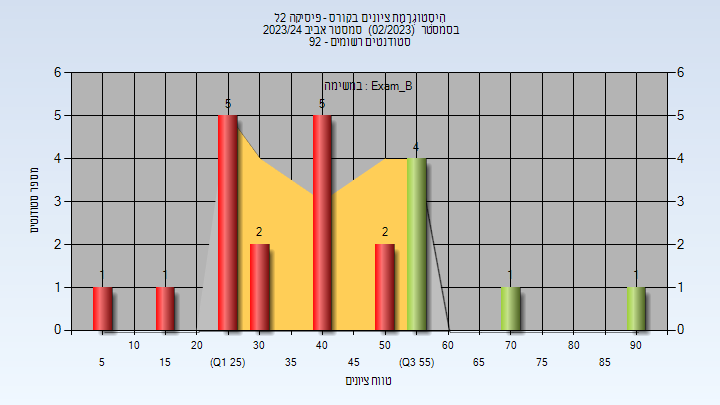 היסטוגרמת ציונים בקורס - פיסיקה 2ל
בסמסטר (02/2023) סמסטר אביב 2023/24
סטודנטים רשומים - 92
במשימה : Exam_B
מספר סטודנטים
6 6
5 5
4 4
3 3
2 2
1 1
0 0
1 1 5 2 5 2 4 1 1
10 20 30 40 50 60 70 80 90
5 15 (Q1 25) 35 45 (Q3 55) 65 75 85
טווח ציונים